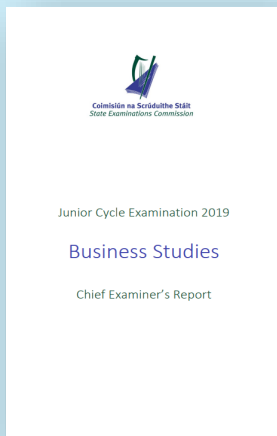 Coimisiún na Scrúduithe Stáit
State Examinations Commission
Junior Cycle Examination 2019
Business Studies
Chief Examiner's Report